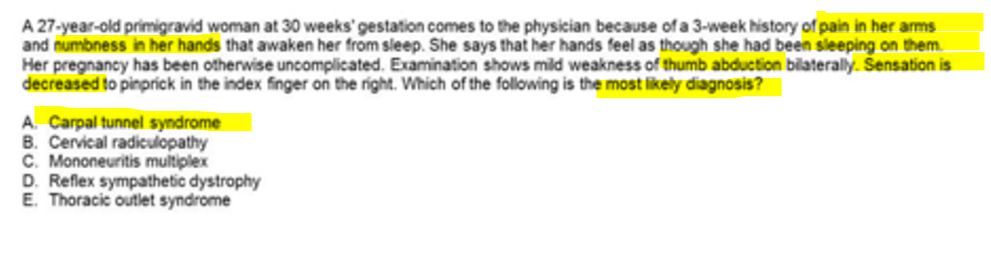 A 27-year-old primigravid woman at 30 weeks' gestation comes to the physician because of a 3-week history of pain in her arms
and numbness in her hands that awaken her from sleep. She says that her hands feel as though she had been sleeping on them.
Her pregnancy has been otherwise uncomplicated. Examination shows mild weakness of thumb abduction bilaterally. Sensation is
decreased to pinprick in the index finger on the right. Which of the following is the most likely diagnosis?
A. Carpal tunnel syndrome
B. Cervical radiculopathy
C. Mononeuritis multiplex
D. Reflex sympathetic dystrophy
E. Thoracic outlet syndrome